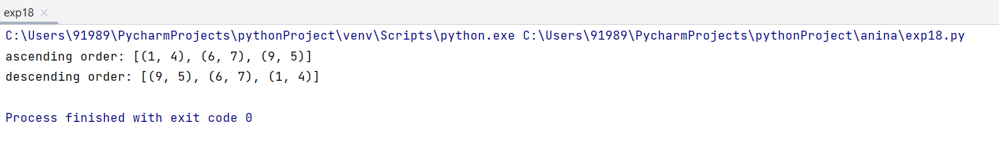 exp18
C:\Users\91989\PycharmProjects\pythonProject\venv\Scripts\python.exe C:\Users\91989\PycharmProjects\pythonProject\anina\exp18.py
ascending order: [(1, 4), (6, 7), (9, 5)]
descending order: [(9, 5), (6, 7), (1, 4)]
Process finished with exit code 0